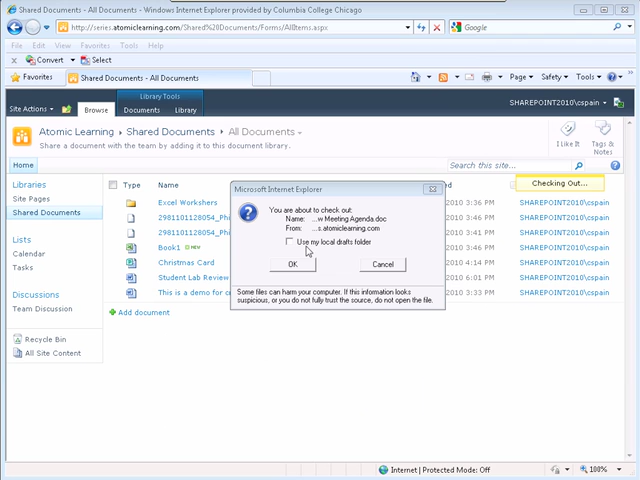 Shared Documents - All Documents - Windows Internet Explorer provided by Columbia College Chicago
http://series.atomiclearning.com/Shared%20Documents/Forms/AllItems.aspx
Google
File Edit View Favorites Tools Help
x Convert Select
Favorites Shared Documents - All Documents
Page Safety Tools
Library Tools
SHAREPOINT2010\cspain
Site Actions Browse Documents Library
Atomic Learning Shared Documents All Documents
Share a document with the team by adding it to this document library.
I Like It Tags & Notes
Home
Search this site...
Libraries
Site Pages
Shared Documents
Lists
Calendar
Tasks
Discussions
Team Discussion
Recycle Bin
All Site Content
Type Name
Checking Out...
Excel Workshers 2010 3:36 PM SHAREPOINT2010\cspain
2981101128054_Phi 2010 3:46 PM SHAREPOINT2010\cspain
2981101128054_Phi 2010 3:41 PM SHAREPOINT2010\cspain
Book1 NEW 2010 3:43 PM SHAREPOINT2010\cspain
Christmas Card 2010 4:14 PM SHAREPOINT2010\cspain
Student Lab Review 2010 3:53 PM SHAREPOINT2010\cspain
This is a demo for c 2010 6:01 PM SHAREPOINT2010\cspain
Add document
Microsoft Internet Explorer
You are about to check out:
Name: ...w Meeting Agenda.doc
From: ...s.atomiclearning.com
Use my local drafts folder
OK Cancel
Some files can harm your computer. If this information looks
suspicious, or you do not fully trust the source, do not open the file.
Internet | Protected Mode: Off
100%